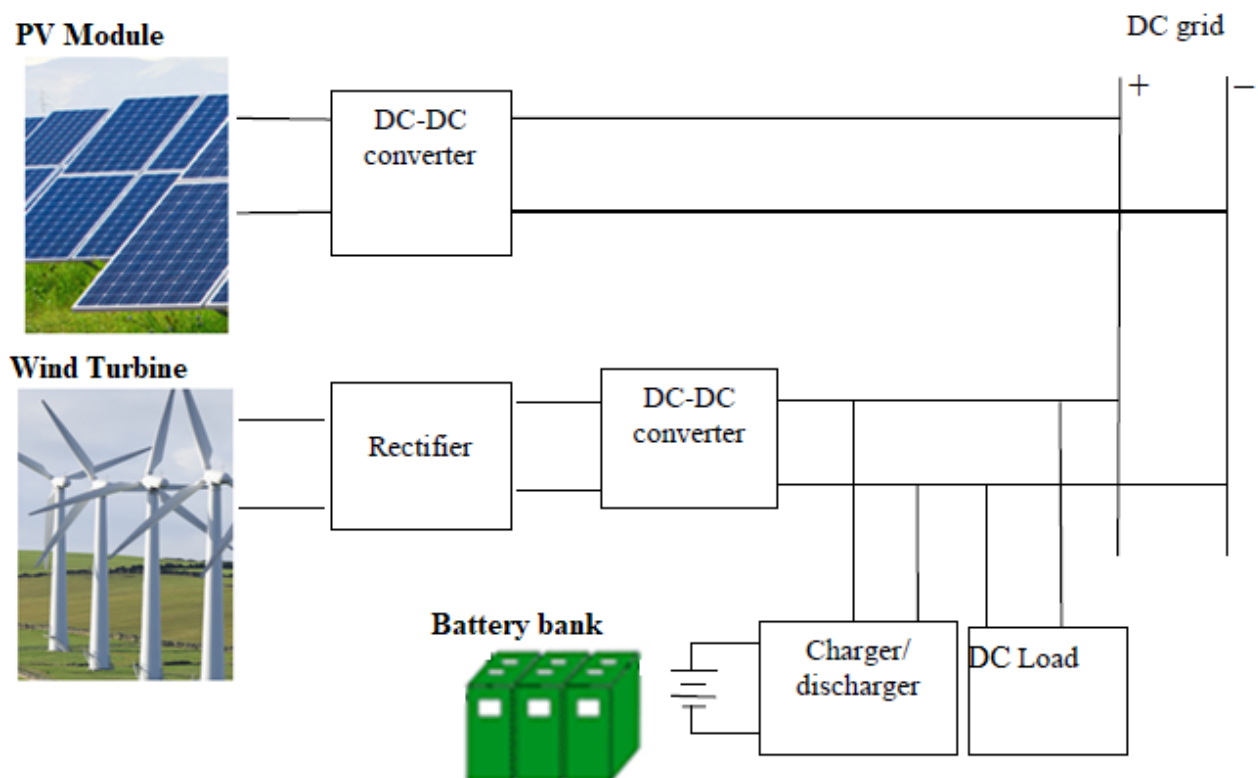 PV Module
DC grid
+
−
DC-DC
converter
Wind Turbine
Rectifier
DC-DC
converter
Battery bank
Charger/
discharger
DC Load